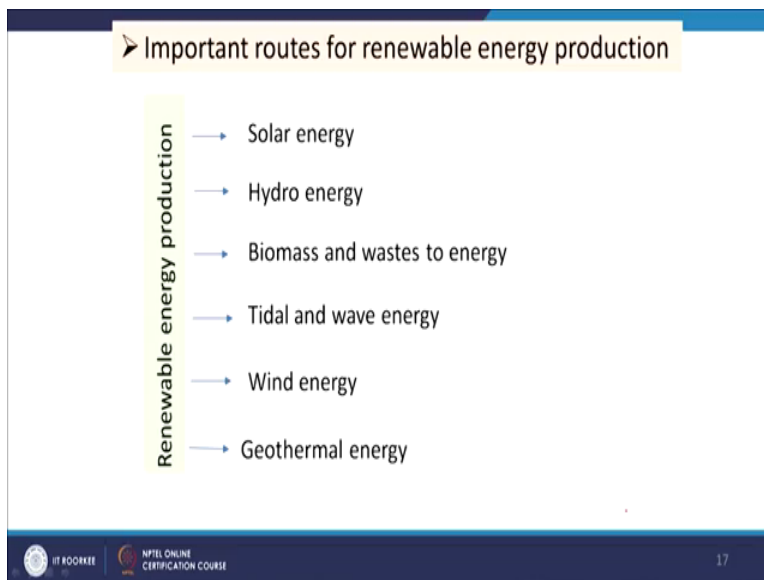 ➢ Important routes for renewable energy production
Renewable energy production
Solar energy
Hydro energy
Biomass and wastes to energy
Tidal and wave energy
Wind energy
Geothermal energy
IIT ROORKEE
NPTEL ONLINE
CERTIFICATION COURSE
17